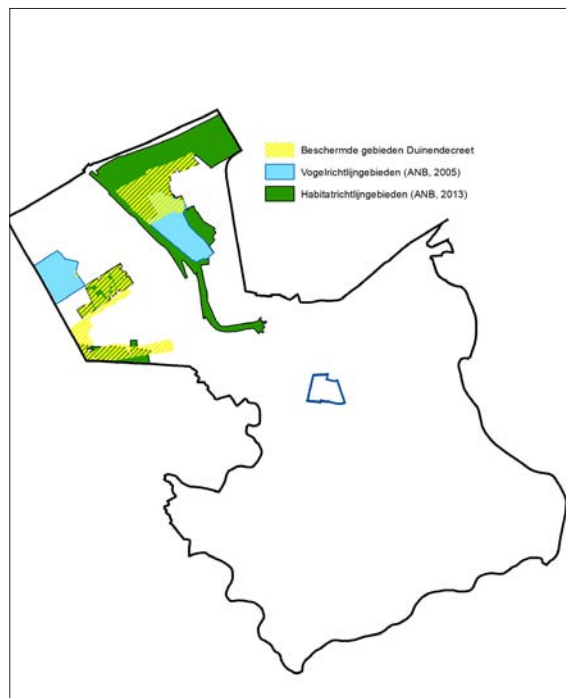 Beschermde gebieden Duinendecreet
Vogelrichtlijngebieden (ANB, 2005)
Habitatrichtlijngebieden (ANB, 2013)